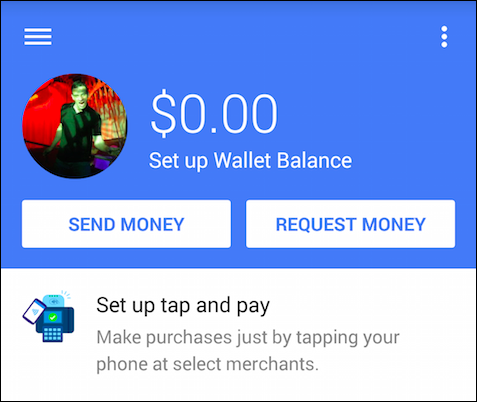 $0.00
Set up Wallet Balance
SEND MONEY
REQUEST MONEY
Set up tap and pay
Make purchases just by tapping your
phone at select merchants.